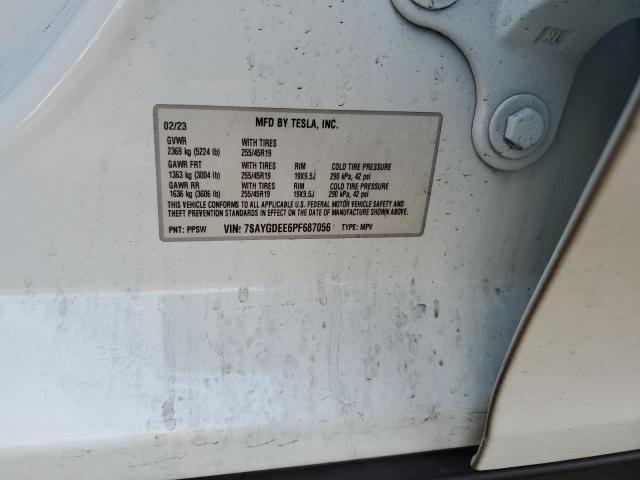 RL
02/23 MFD BY TESLA, INC.
GVWR WITH TIRES
2369 kg (5224 lb) 255/45R19
GAWR FRT WITH TIRES RIM COLD TIRE PRESSURE
1363 kg (3004 lb) 255/45R19 19X9.5J 290 kPa, 42 psi
GAWR RR WITH TIRES RIM COLD TIRE PRESSURE
1636 kg (3606 lb) 255/45R19 19X9.5J 290 kPa, 42 psi
THIS VEHICLE CONFORMS TO ALL APPLICABLE U.S. FEDERAL MOTOR VEHICLE SAFETY AND
THEFT PREVENTION STANDARDS IN EFFECT ON THE DATE OF MANUFACTURE SHOWN ABOVE.
PNT: PPSW VIN: 7SAYGDEE6PF687056 TYPE: MPV